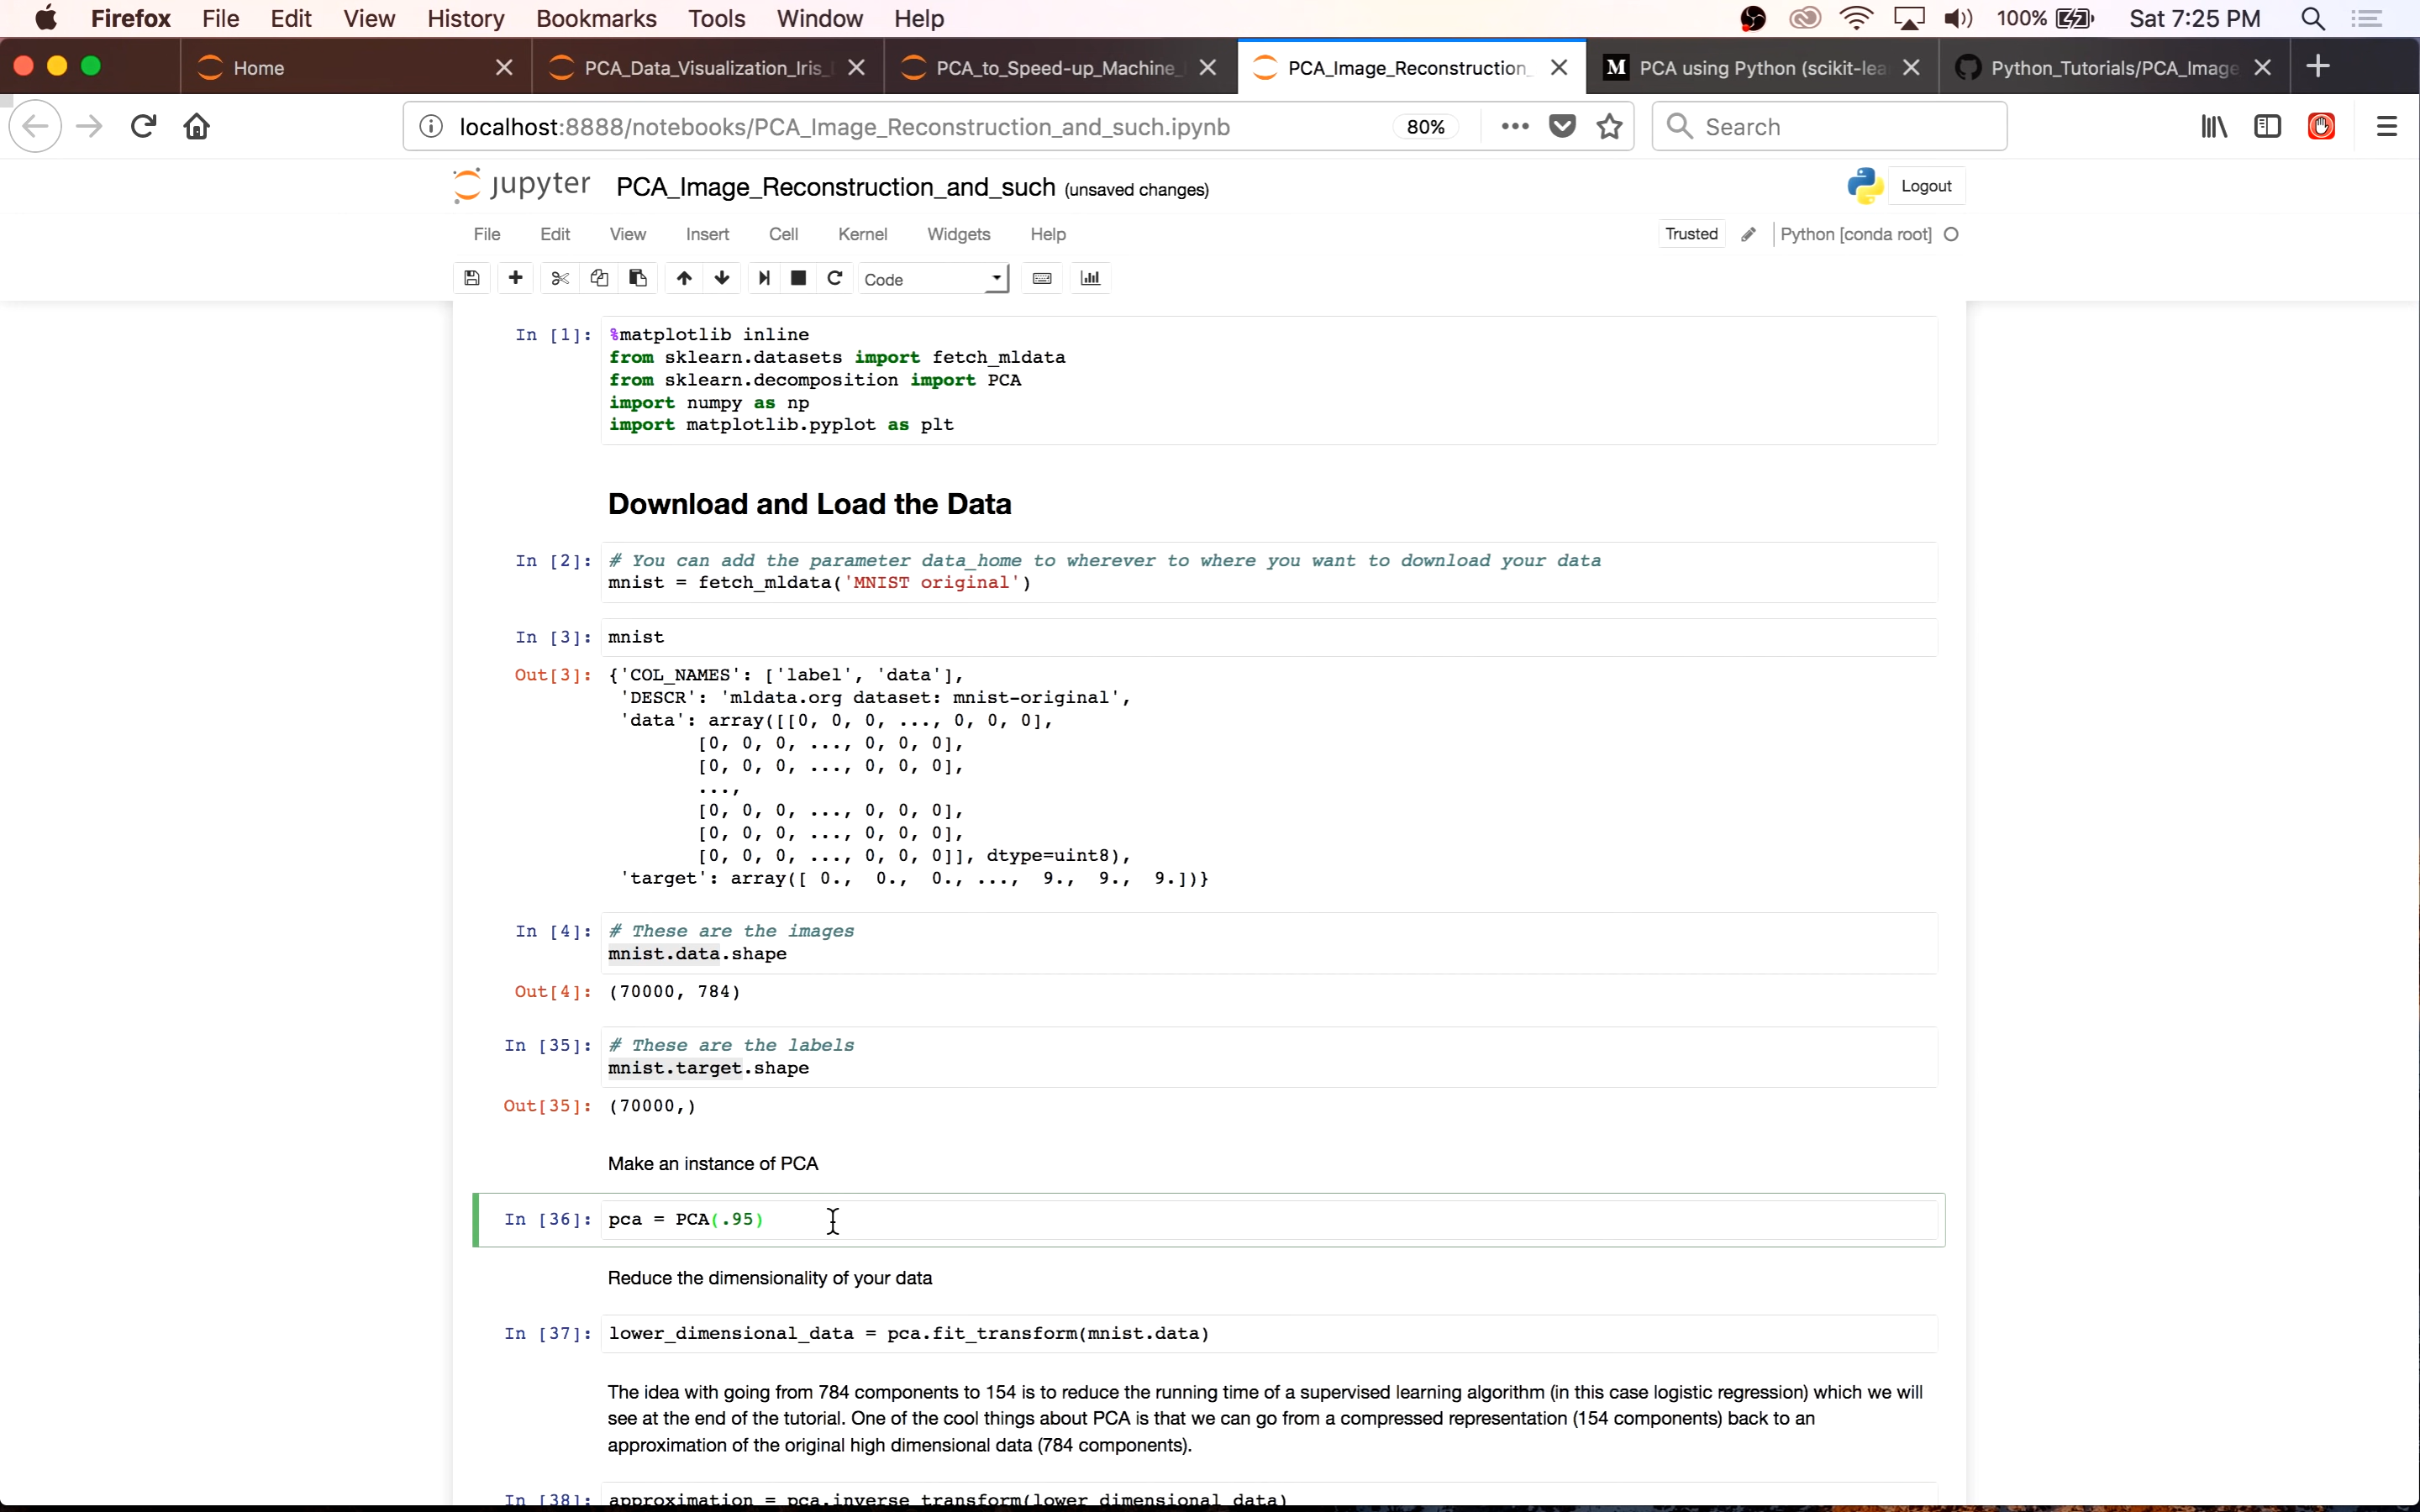 Firefox File Edit View History Bookmarks Tools Window Help 100% Sat 7:25 PM
Home PCA_Data_Visualization_Iris_ PCA_to_Speed-up_Machine_ PCA_Image_Reconstruction_ M PCA using Python (scikit-lea Python_Tutorials/PCA_Image
localhost:8888/notebooks/PCA_Image_Reconstruction_and_such.ipynb 80% Search
jupyter PCA_Image_Reconstruction_and_such (unsaved changes) Logout
File Edit View Insert Cell Kernel Widgets Help Trusted Python [conda root]
Code
In [1]: %matplotlib inline
from sklearn.datasets import fetch_mldata
from sklearn.decomposition import PCA
import numpy as np
import matplotlib.pyplot as plt
Download and Load the Data
In [2]: # You can add the parameter data_home to wherever to where you want to download your data
mnist = fetch_mldata('MNIST original')
In [3]: mnist
Out[3]: {'COL_NAMES': ['label', 'data'],
'DESCR': 'mldata.org dataset: mnist-original',
'data': array([[0, 0, 0, ..., 0, 0, 0],
[0, 0, 0, ..., 0, 0, 0],
[0, 0, 0, ..., 0, 0, 0],
...,
[0, 0, 0, ..., 0, 0, 0],
[0, 0, 0, ..., 0, 0, 0],
[0, 0, 0, ..., 0, 0, 0]], dtype=uint8),
'target': array([ 0., 0., 0., ..., 9., 9., 9.])}
In [4]: # These are the images
mnist.data.shape
Out[4]: (70000, 784)
In [35]: # These are the labels
mnist.target.shape
Out[35]: (70000,)
Make an instance of PCA
In [36]: pca = PCA(.95)
Reduce the dimensionality of your data
In [37]: lower_dimensional_data = pca.fit_transform(mnist.data)
The idea with going from 784 components to 154 is to reduce the running time of a supervised learning algorithm (in this case logistic regression) which we will
see at the end of the tutorial. One of the cool things about PCA is that we can go from a compressed representation (154 components) back to an
approximation of the original high dimensional data (784 components).
In [38]: approximation = pca.inverse_transform(lower_dimensional_data)